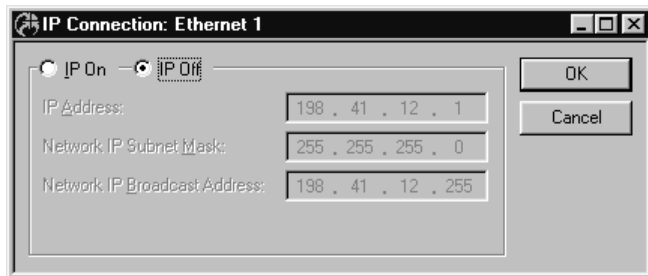 IP Connection: Ethernet 1
IP On IP Off
OK
IP Address: 198 . 41 . 12 . 1
Cancel
Network IP Subnet Mask: 255 . 255 . 255 . 0
Network IP Broadcast Address: 198 . 41 . 12 . 255